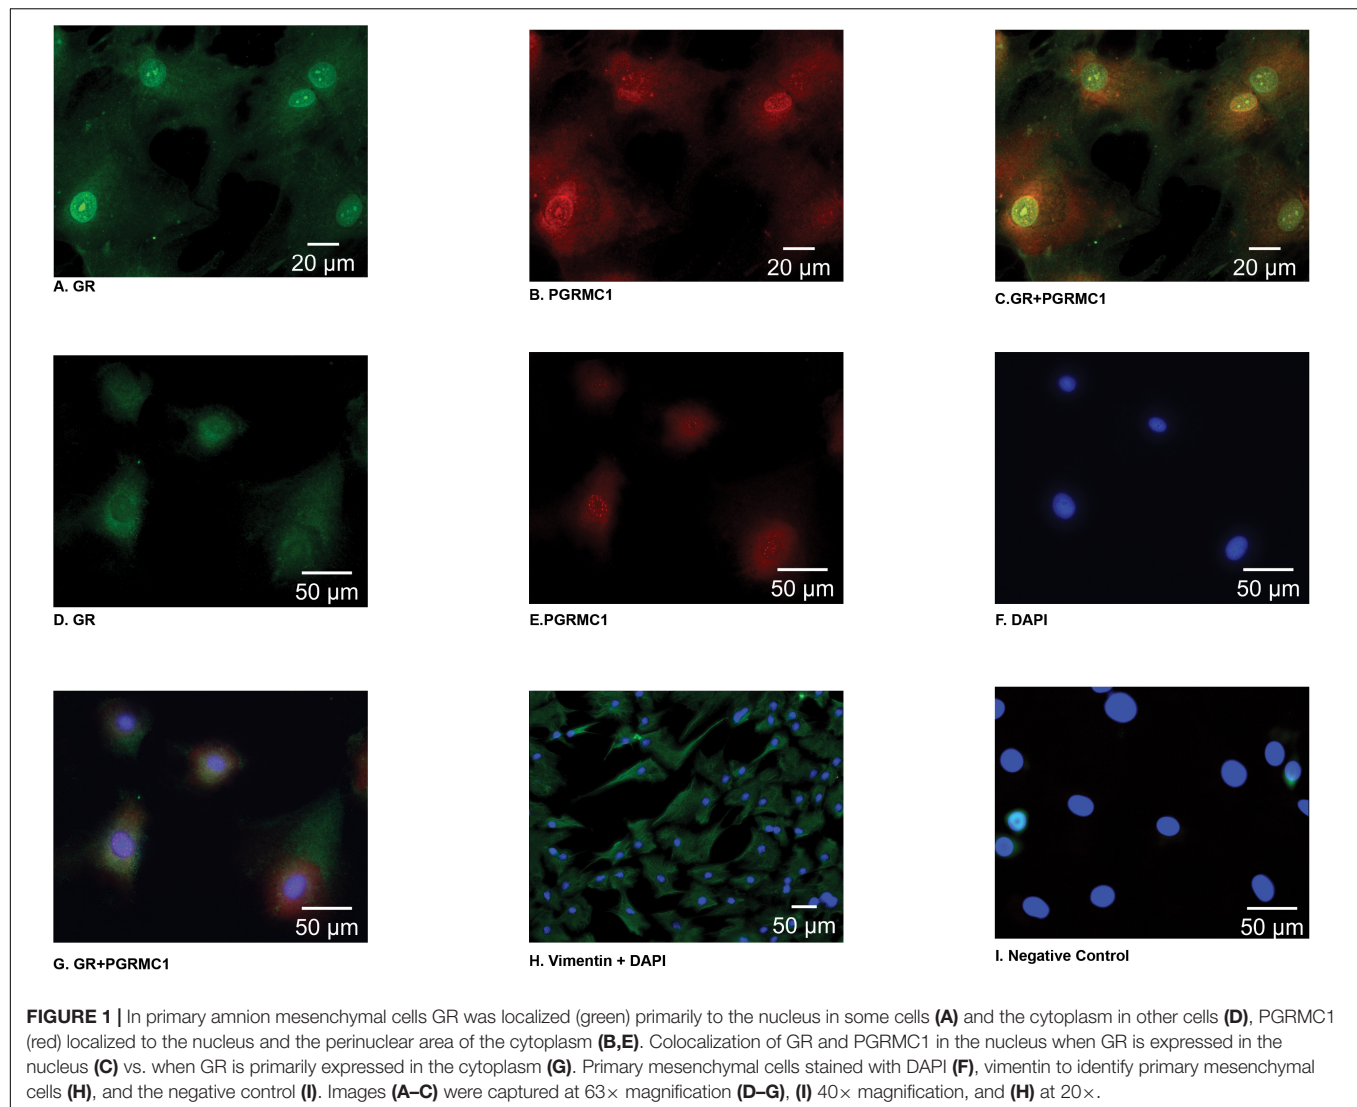 20 µm
20 µm
20 µm
A. GR
B. PGRMC1
C.GR+PGRMC1
50 µm
50 µm
50 µm
D. GR
E.PGRMC1
F. DAPI
50 µm
50 µm
50 µm
G. GR+PGRMC1
H. Vimentin + DAPI
I. Negative Control
FIGURE 1 | In primary amnion mesenchymal cells GR was localized (green) primarily to the nucleus in some cells (A) and the cytoplasm in other cells (D), PGRMC1
(red) localized to the nucleus and the perinuclear area of the cytoplasm (B,E). Colocalization of GR and PGRMC1 in the nucleus when GR is expressed in the
nucleus (C) vs. when GR is primarily expressed in the cytoplasm (G). Primary mesenchymal cells stained with DAPI (F), vimentin to identify primary mesenchymal
cells (H), and the negative control (I). Images (A–C) were captured at 63× magnification (D–G), (I) 40× magnification, and (H) at 20×.